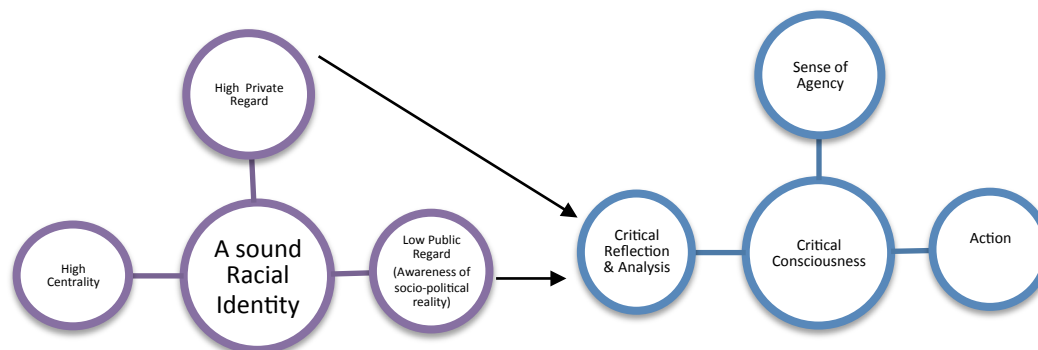 High Private
Regard
High
Centrality
A sound
Racial
Identity
Low Public
Regard
(Awareness of
socio-political
reality)
Critical
Reflection
& Analysis
Sense of
Agency
Critical
Consciousness
Action